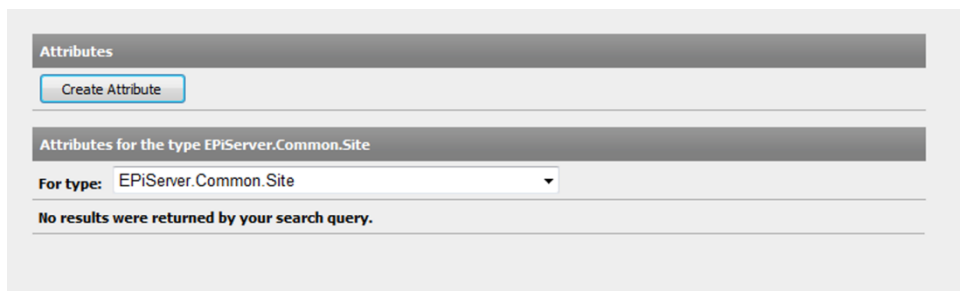 Attributes
Create Attribute
Attributes for the type EPiServer.Common.Site
For type: EPiServer.Common.Site
No results were returned by your search query.